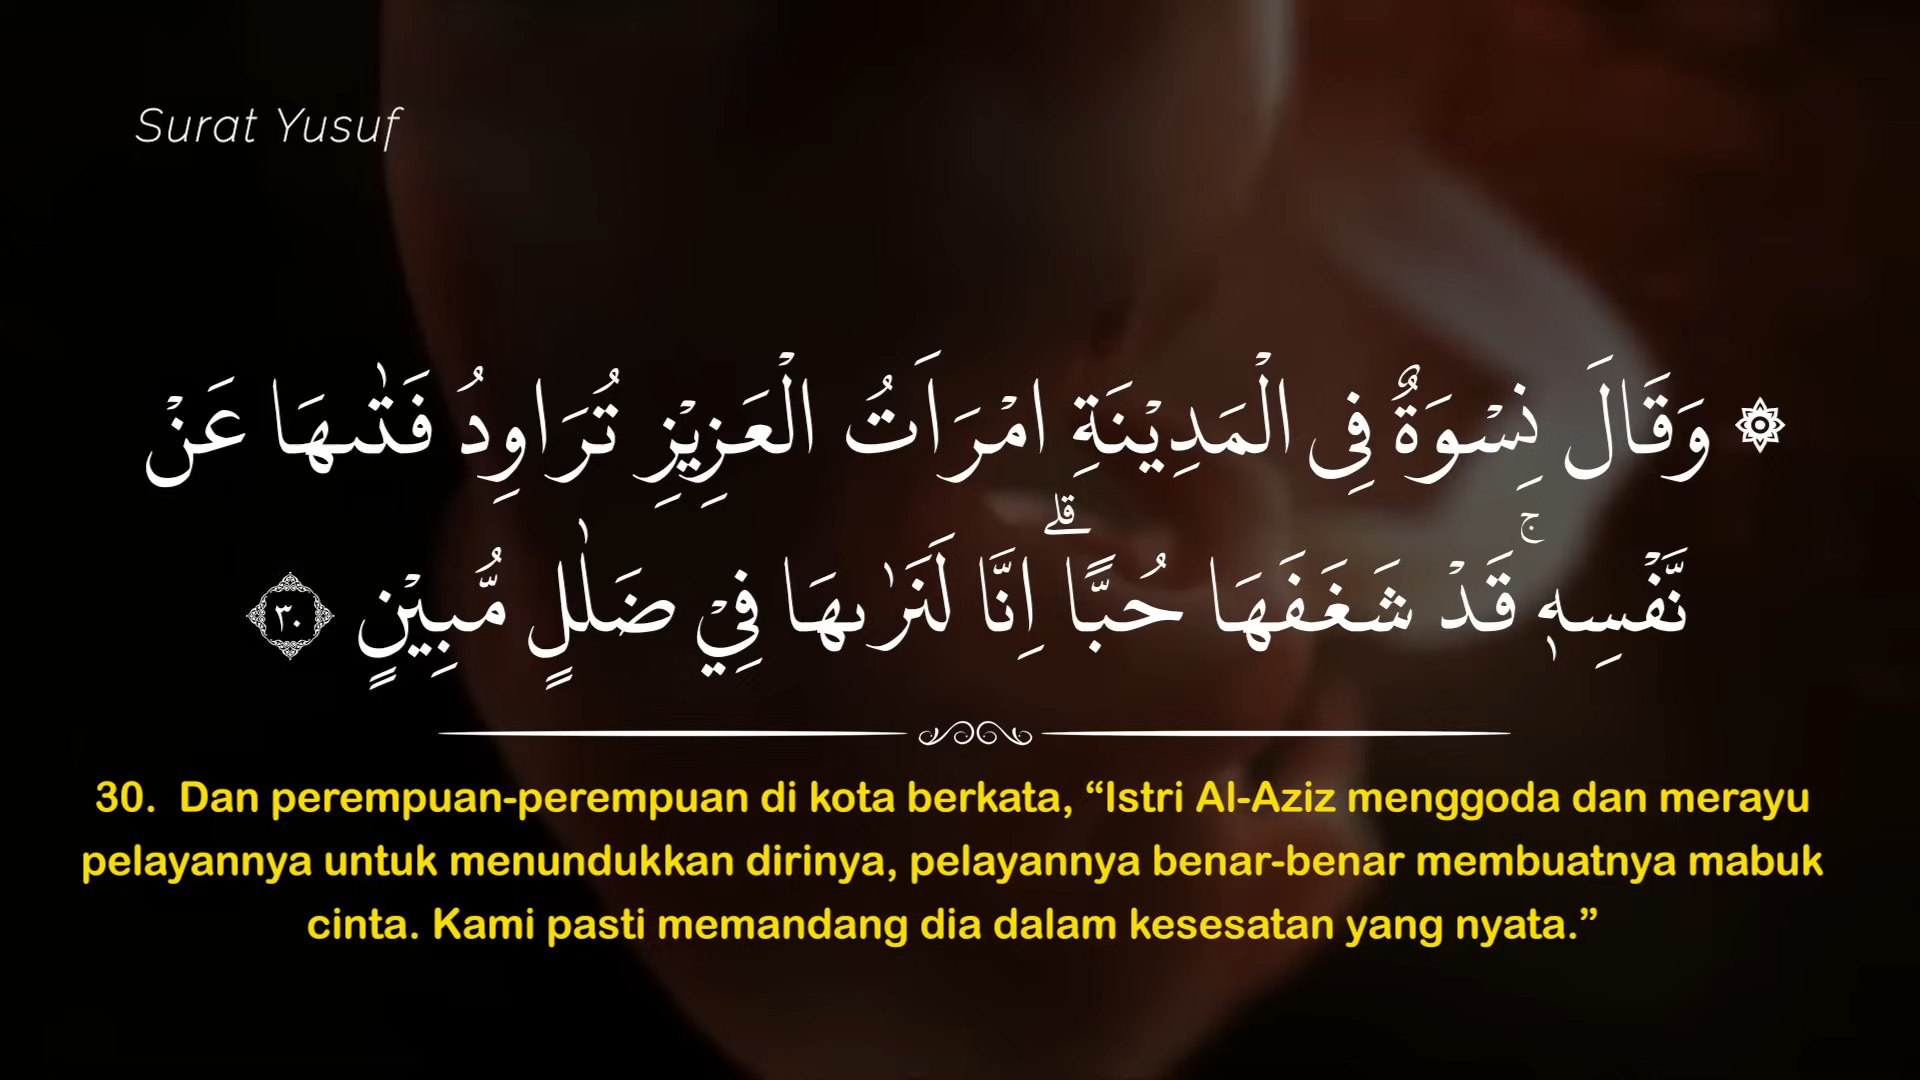 Surat Yusuf
۞ وَقَالَ نِسْوَةٌ فِى الْمَدِيْنَةِ امْرَاَتُ الْعَزِيْزِ تُرَاوِدُ فَتٰىهَا عَنْ
نَّفْسِهٖۚ قَدْ شَغَفَهَا حُبًّاۗ اِنَّا لَنَرٰىهَا فِيْ ضَلٰلٍ مُّبِيْنٍ ٣٠
30. Dan perempuan-perempuan di kota berkata, “Istri Al-Aziz menggoda dan merayu
pelayannya untuk menundukkan dirinya, pelayannya benar-benar membuatnya mabuk
cinta. Kami pasti memandang dia dalam kesesatan yang nyata.”